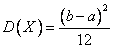 D(X) = (b−a)² / 12